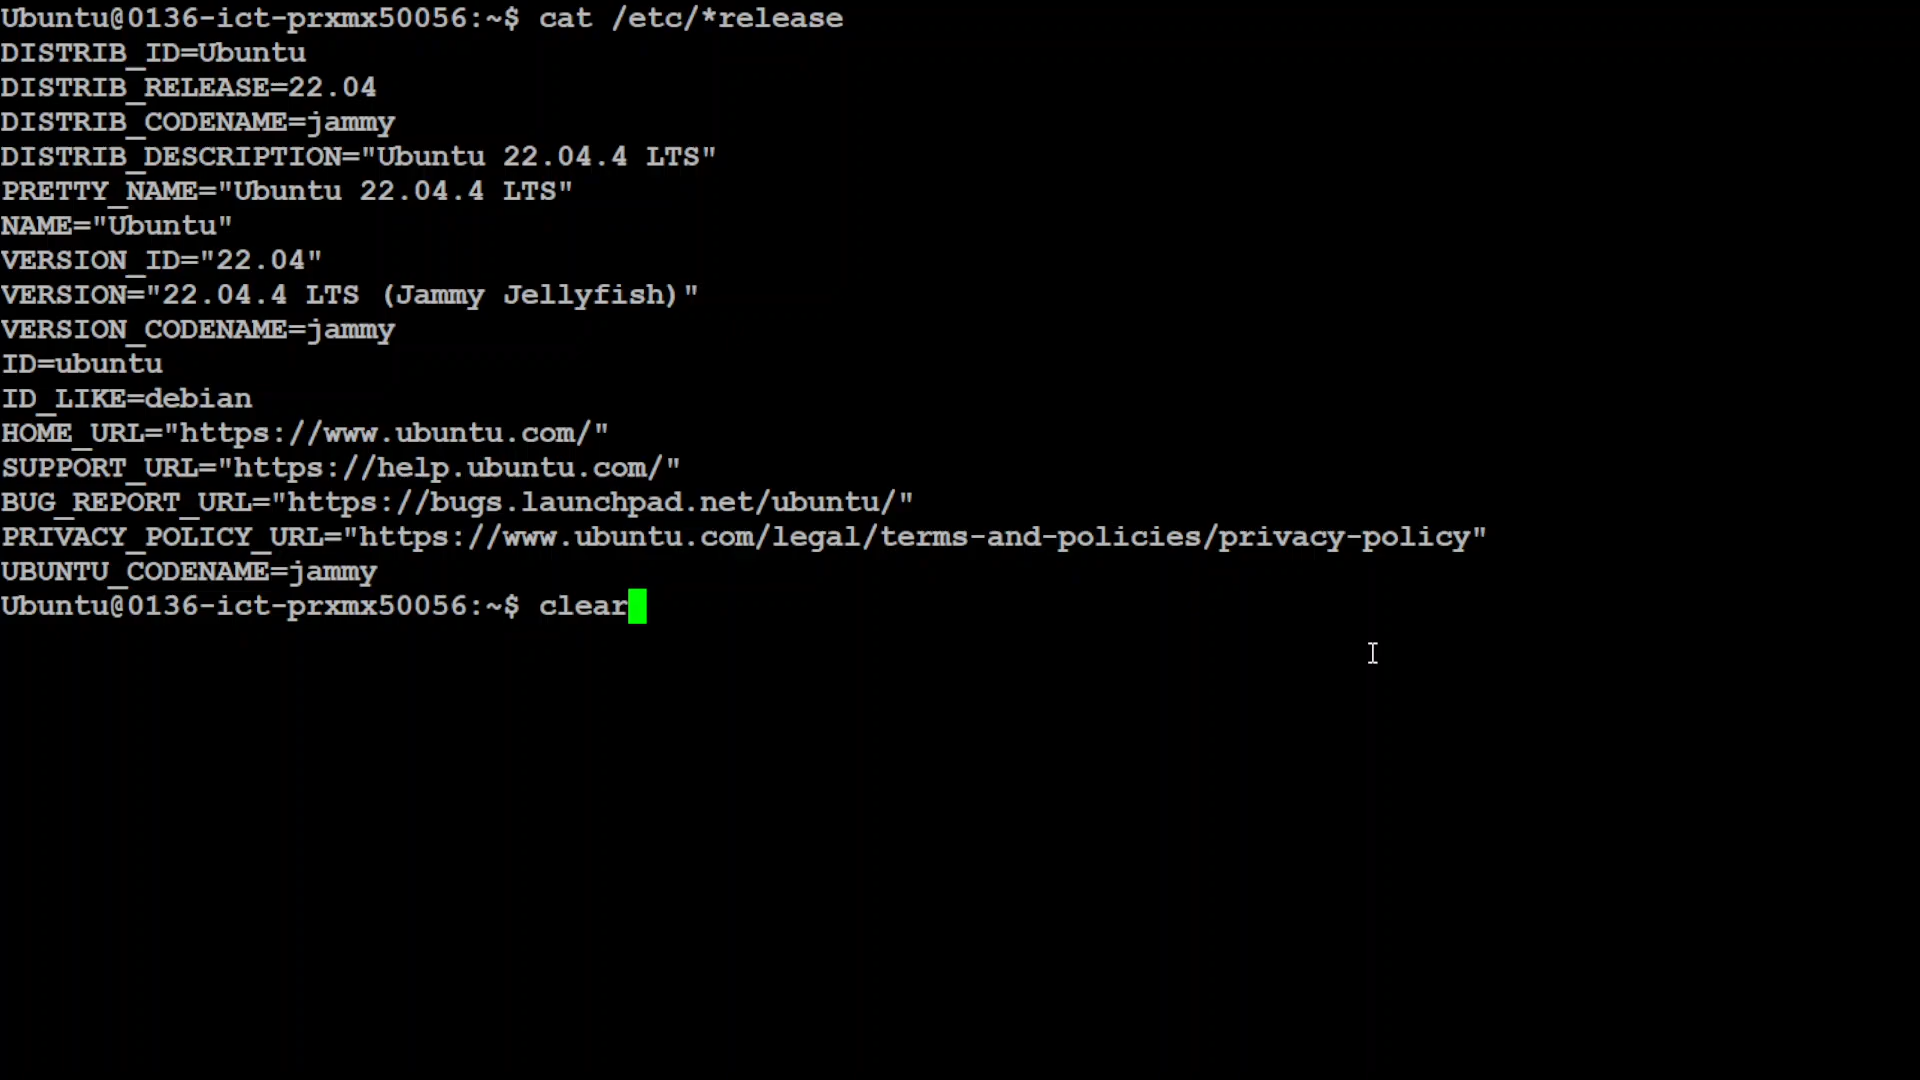 Ubuntu@0136-ict-prxmx50056:~$ cat /etc/*release
DISTRIB_ID=Ubuntu
DISTRIB_RELEASE=22.04
DISTRIB_CODENAME=jammy
DISTRIB_DESCRIPTION="Ubuntu 22.04.4 LTS"
PRETTY_NAME="Ubuntu 22.04.4 LTS"
NAME="Ubuntu"
VERSION_ID="22.04"
VERSION="22.04.4 LTS (Jammy Jellyfish)"
VERSION_CODENAME=jammy
ID=ubuntu
ID_LIKE=debian
HOME_URL="https://www.ubuntu.com/"
SUPPORT_URL="https://help.ubuntu.com/"
BUG_REPORT_URL="https://bugs.launchpad.net/ubuntu/"
PRIVACY_POLICY_URL="https://www.ubuntu.com/legal/terms-and-policies/privacy-policy"
UBUNTU_CODENAME=jammy
Ubuntu@0136-ict-prxmx50056:~$ clear